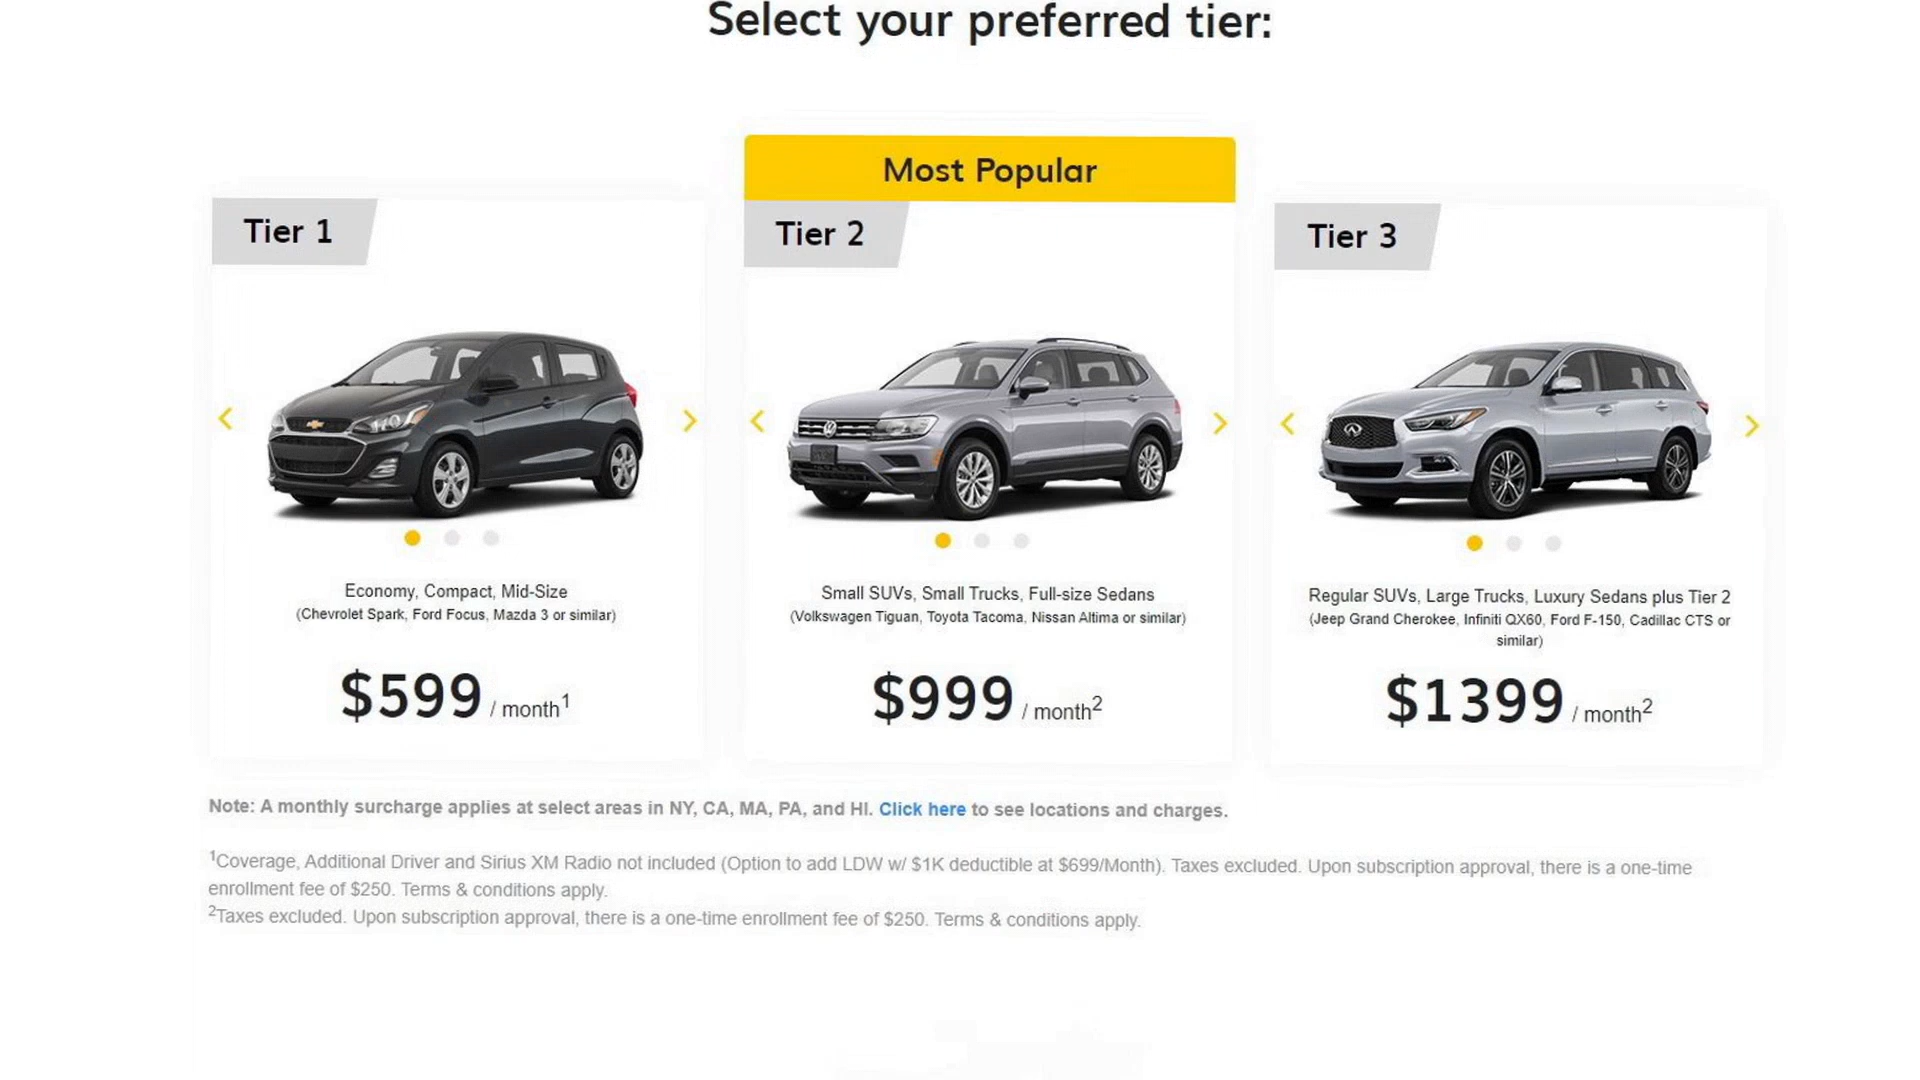 Select your preferred tier:
Most Popular
Tier 1
Tier 2
Tier 3
Economy, Compact, Mid-Size
(Chevrolet Spark, Ford Focus, Mazda 3 or similar)
$599 / month1
Small SUVs, Small Trucks, Full-size Sedans
(Volkswagen Tiguan, Toyota Tacoma, Nissan Altima or similar)
$999 / month2
Regular SUVs, Large Trucks, Luxury Sedans plus Tier 2
(Jeep Grand Cherokee, Infiniti QX60, Ford F-150, Cadillac CTS or
similar)
$1399 / month2
Note: A monthly surcharge applies at select areas in NY, CA, MA, PA, and HI. Click here to see locations and charges.
1Coverage, Additional Driver and Sirius XM Radio not included (Option to add LDW w/ $1K deductible at $699/Month). Taxes excluded. Upon subscription approval, there is a one-time
enrollment fee of $250. Terms & conditions apply.
2Taxes excluded. Upon subscription approval, there is a one-time enrollment fee of $250. Terms & conditions apply.